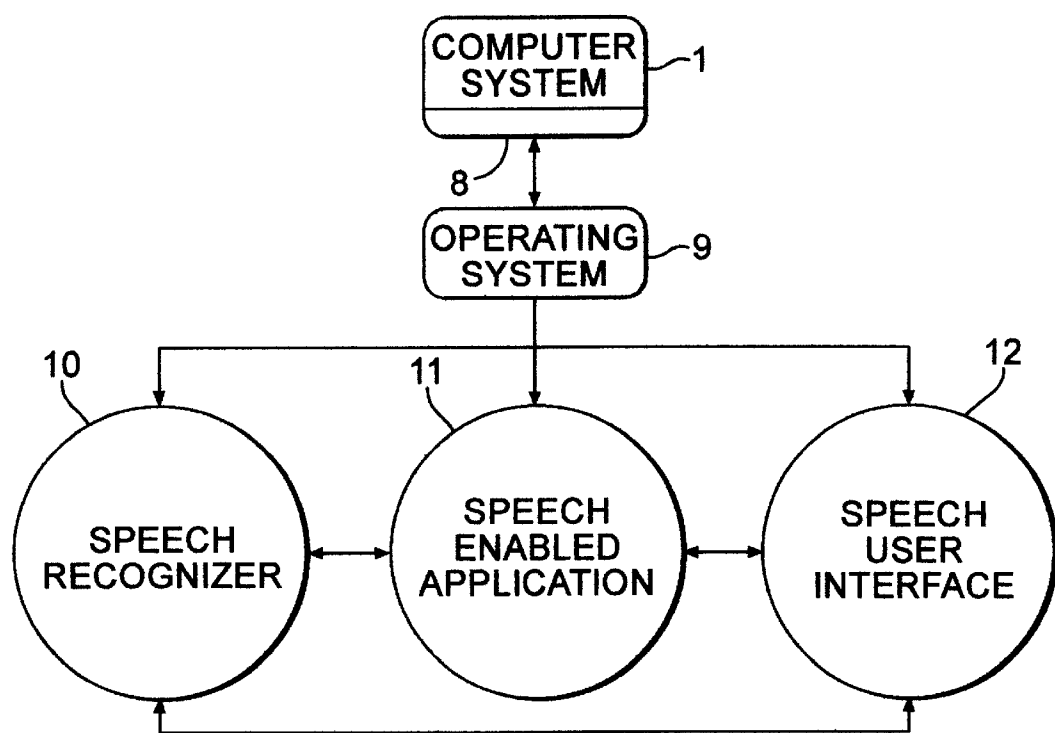 COMPUTER
SYSTEM
1
8
OPERATING
SYSTEM
9
10
11
12
SPEECH
RECOGNIZER
SPEECH
ENABLED
APPLICATION
SPEECH
USER
INTERFACE